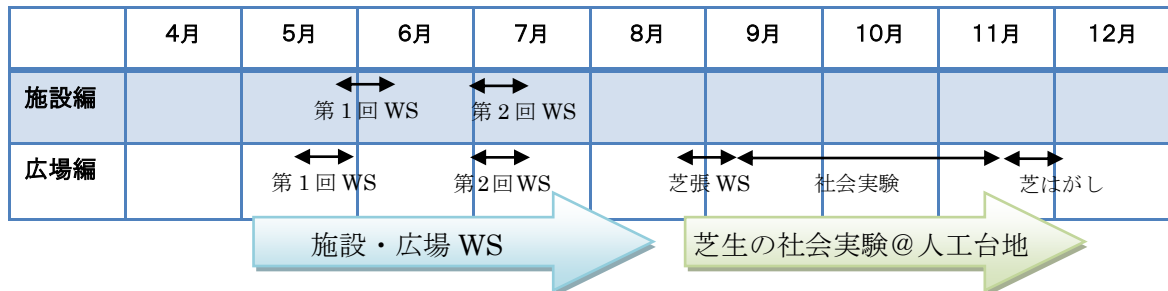 4月 5月 6月 7月 8月 9月 10月 11月 12月
施設編
第1回 WS 第2回 WS
広場編
第1回 WS 第2回 WS 芝張 WS 社会実験 芝はがし
施設・広場 WS 芝生の社会実験@人工台地